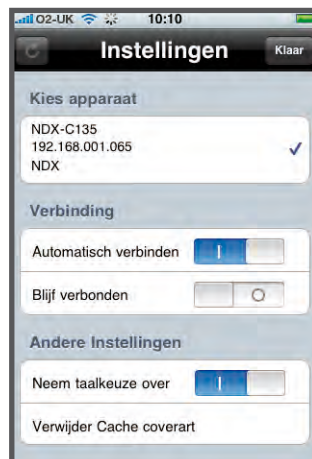 O2-UK 10:10
Instellingen Klaar
Kies apparaat
NDX-C135
192.168.001.065
NDX
Verbinding
Automatisch verbinden
Blijf verbonden
Andere Instellingen
Neem taalkeuze over
Verwijder Cache coverart